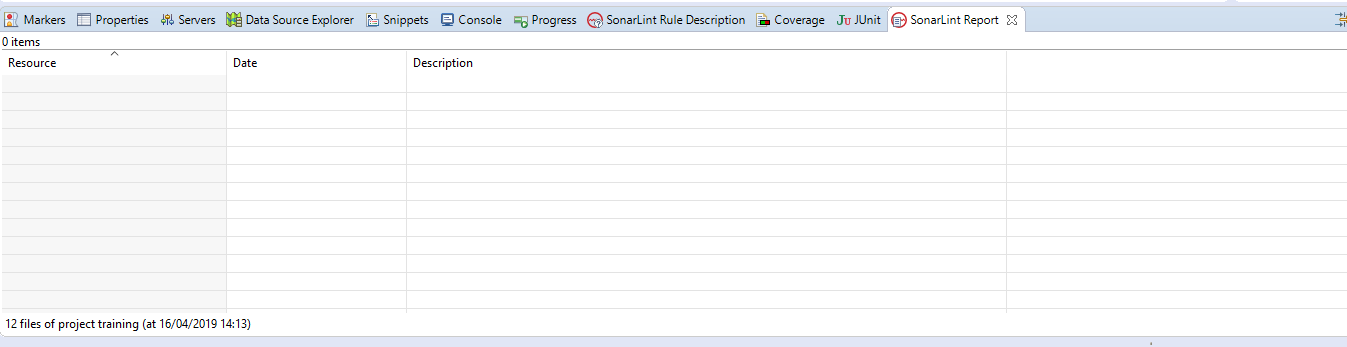 Markers Properties Servers Data Source Explorer Snippets Console Progress SonarLint Rule Description Coverage JU JUnit SonarLint Report
0 items
Resource Date Description
12 files of project training (at 16/04/2019 14:13)